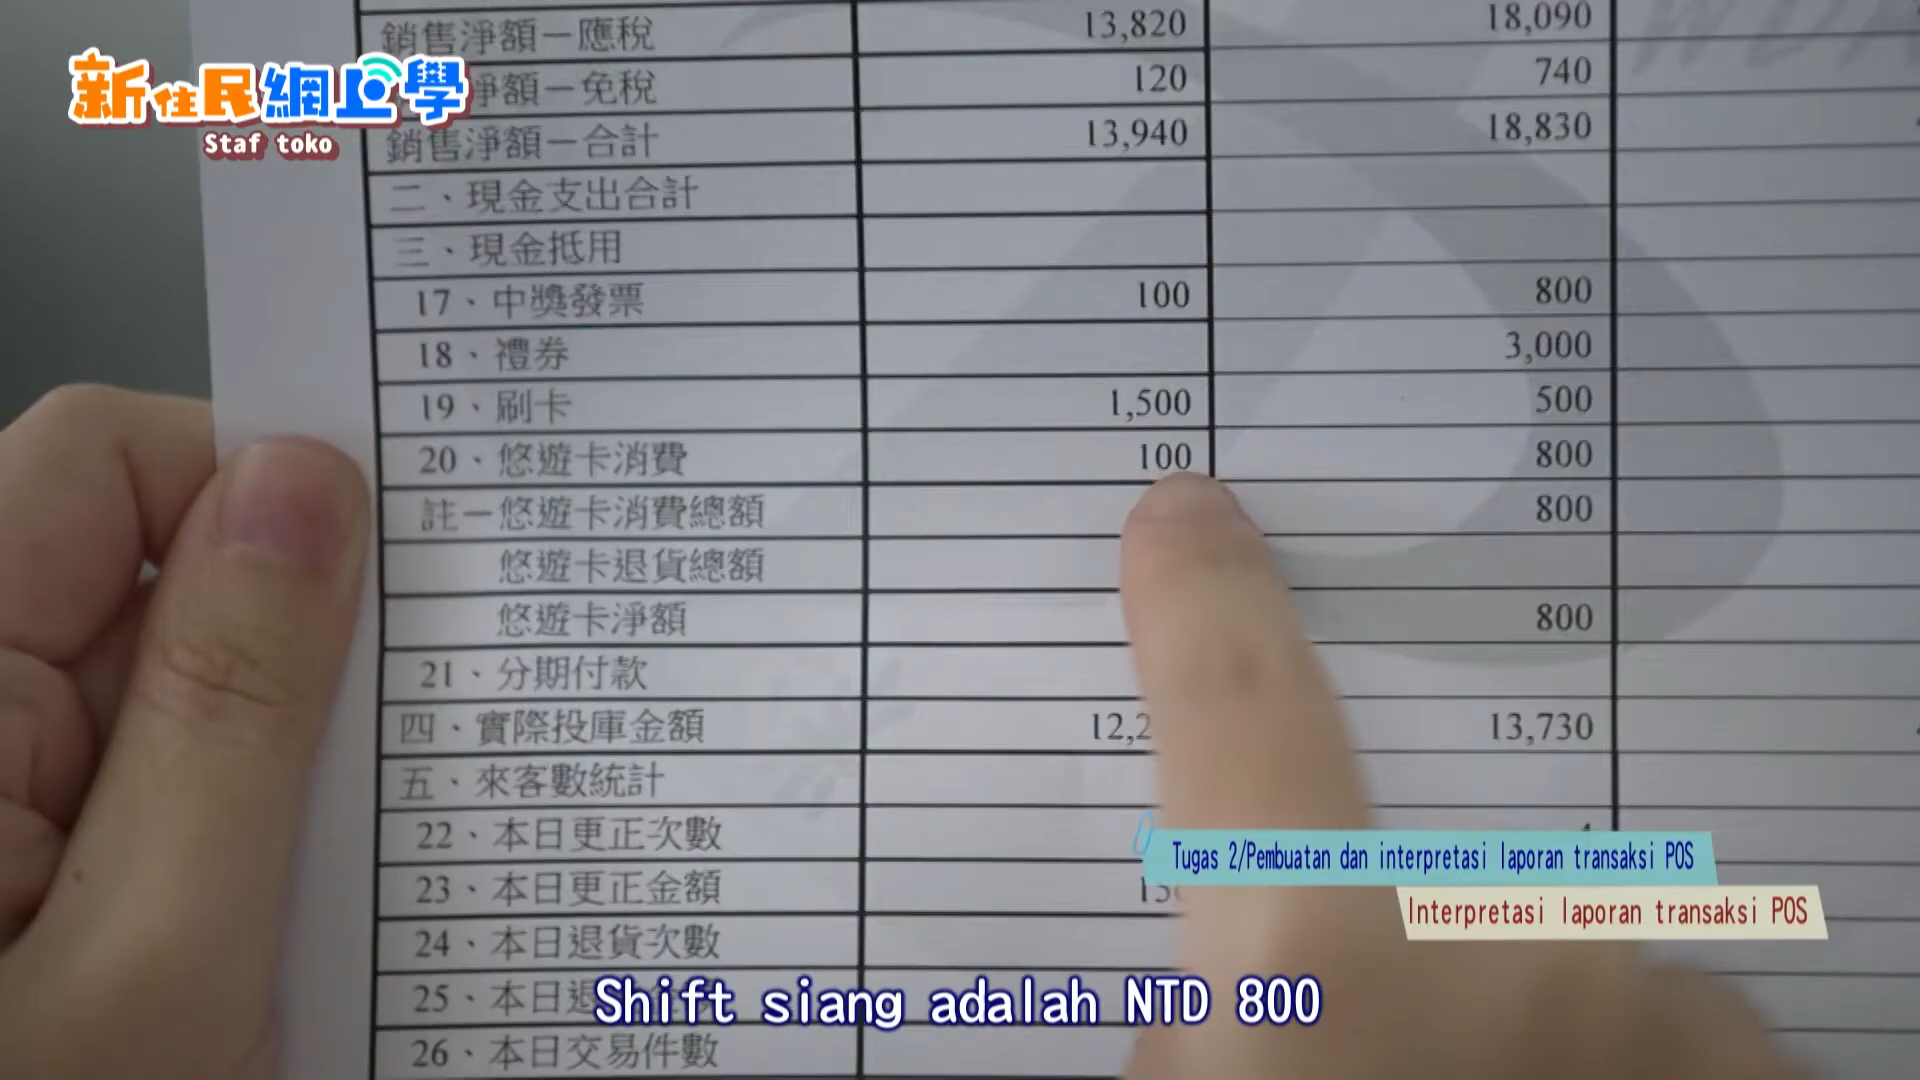 新住民網上學
Staf toko
銷售淨額－應稅 13,820 18,090
淨額－免稅 120 740
銷售淨額－合計 13,940 18,830
二、現金支出合計
三、現金抵用
17、中獎發票 100 800
18、禮券 3,000
19、刷卡 1,500 500
20、悠遊卡消費 100 800
註－悠遊卡消費總額 800
悠遊卡退貨總額
悠遊卡淨額 800
21、分期付款
四、實際投庫金額 12,2 13,730
五、來客數統計
22、本日更正次數
23、本日更正金額
24、本日退貨次數
25、本日退
26、本日交易件數
Tugas 2/Pembuatan dan interpretasi laporan transaksi POS
Interpretasi laporan transaksi POS
Shift siang adalah NTD 800